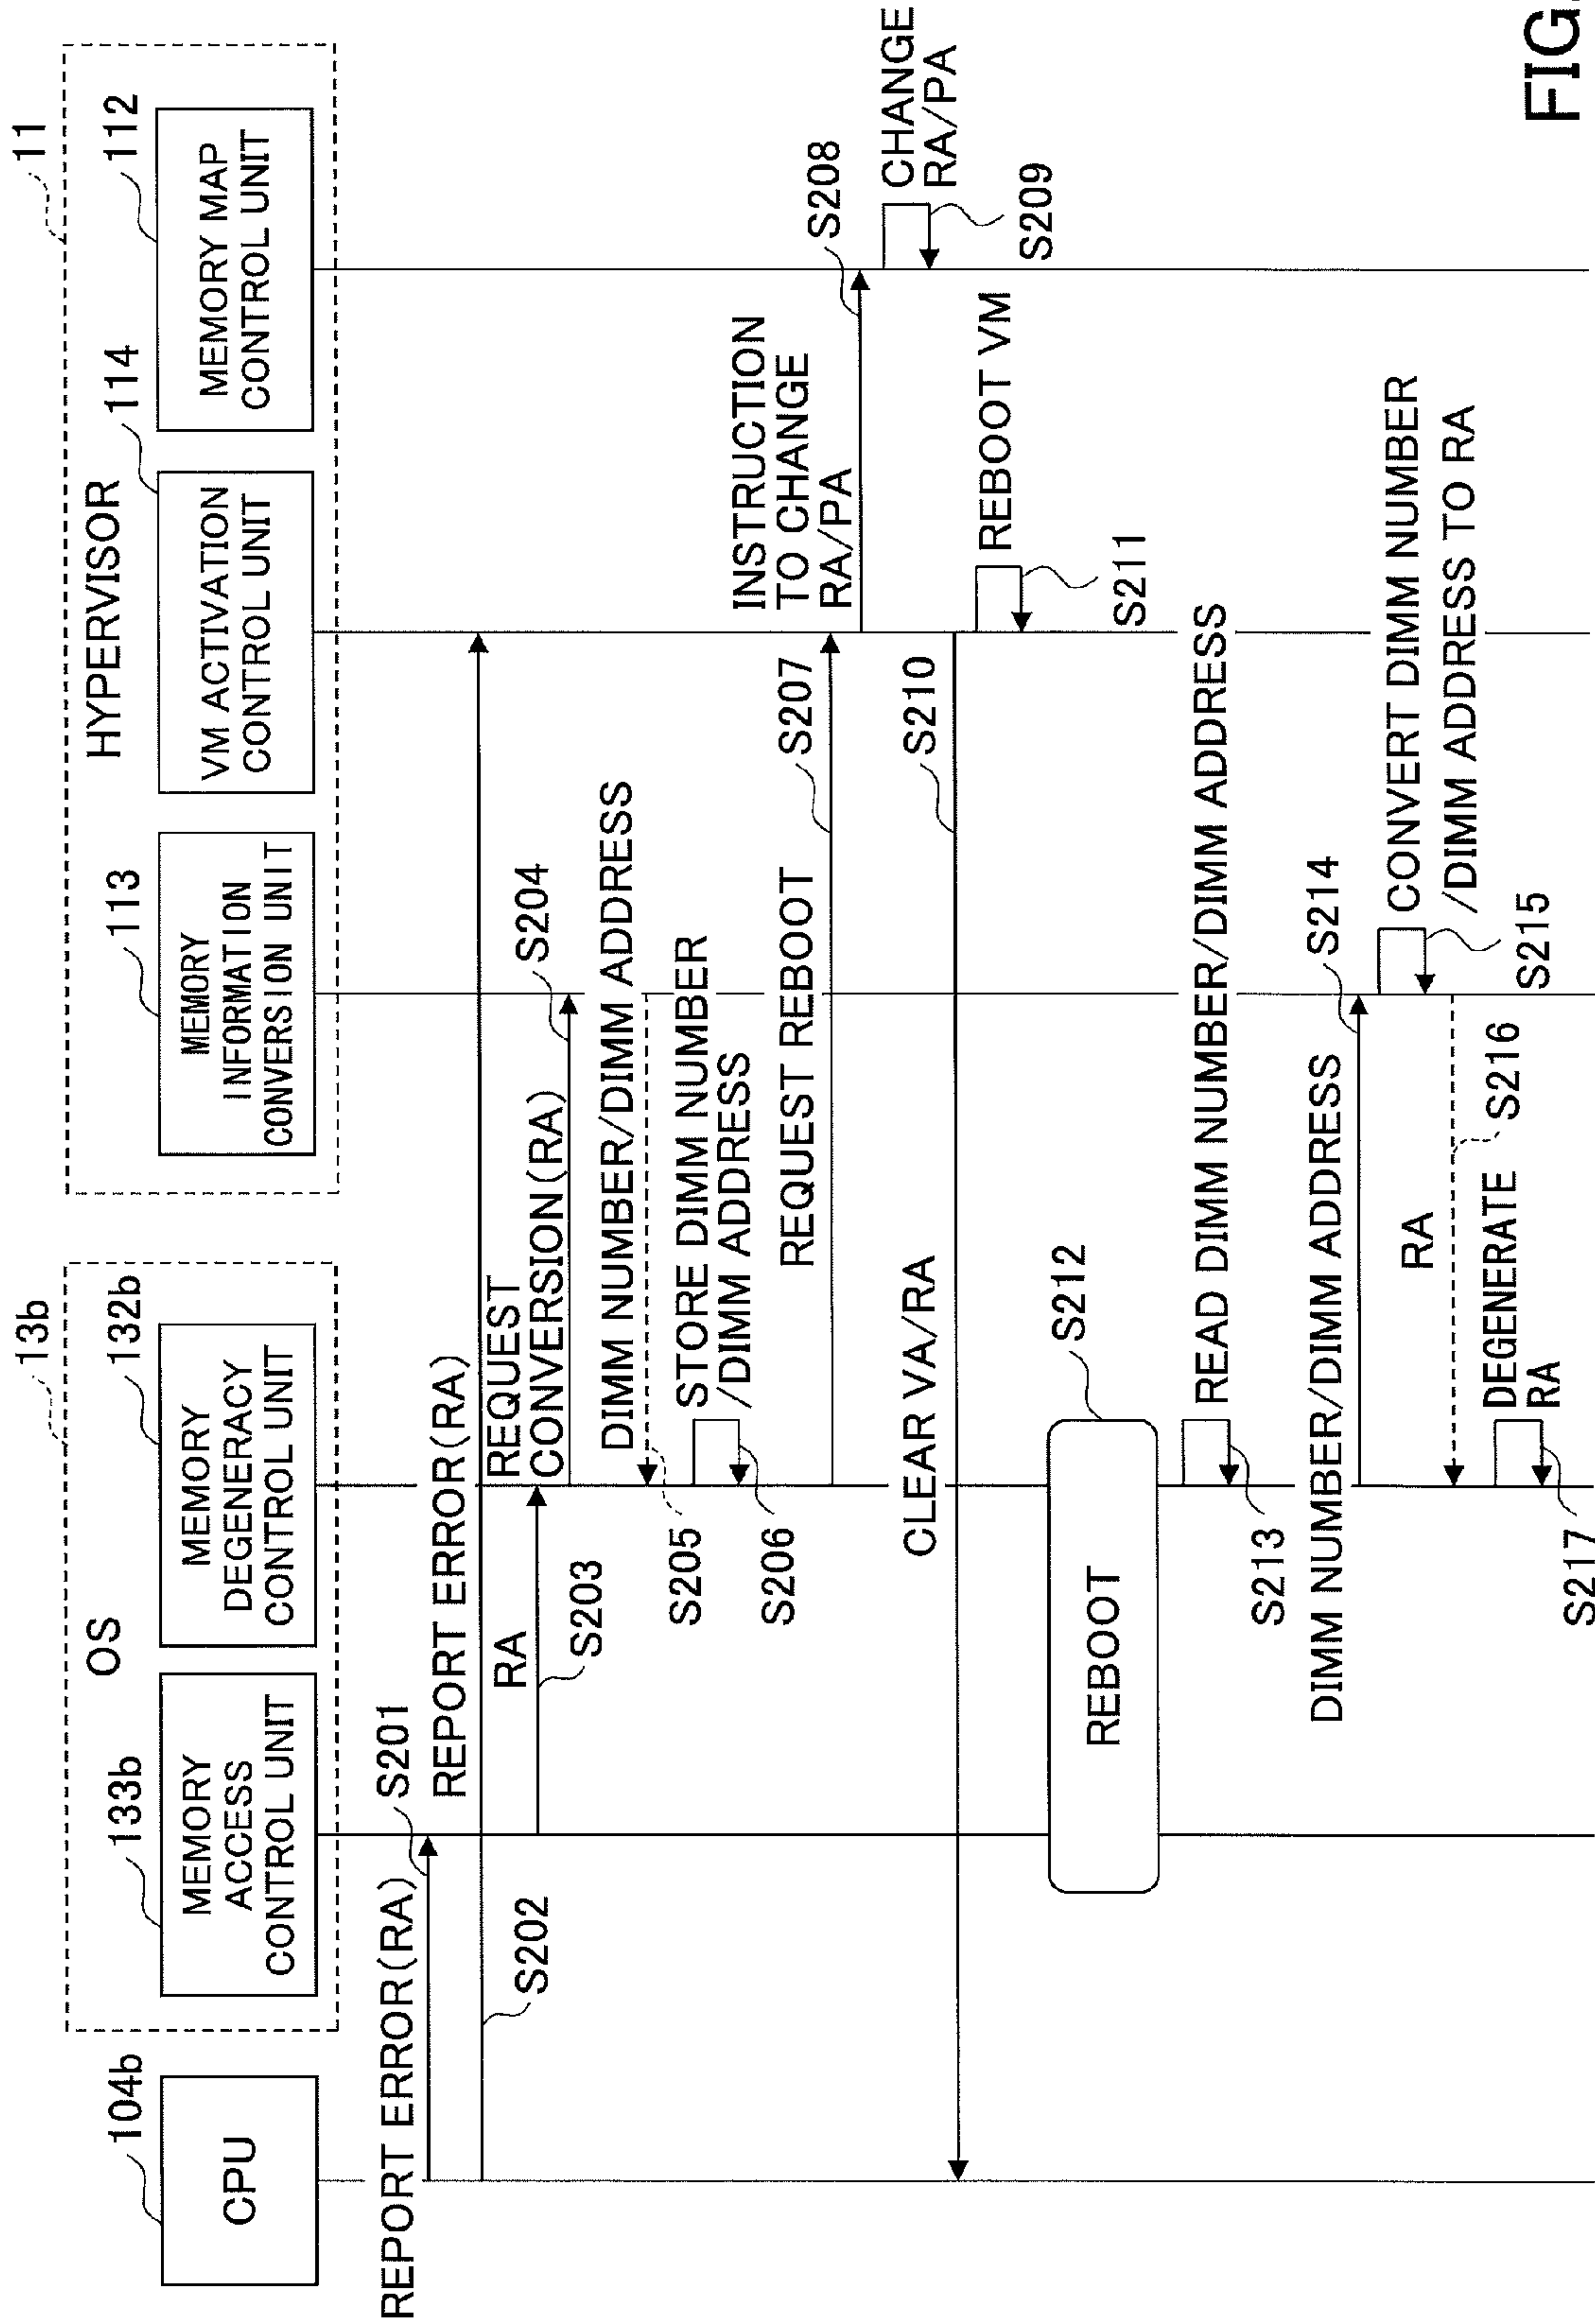 13b
11
OS
HYPERVISOR
104b
133b
132b
113
114
112
CPU
MEMORY
ACCESS
CONTROL UNIT
MEMORY
DEGENERACY
CONTROL UNIT
MEMORY
INFORMATION
CONVERSION UNIT
VM ACTIVATION
CONTROL UNIT
MEMORY MAP
CONTROL UNIT
REPORT ERROR(RA)
S201
REPORT ERROR(RA)
S202
RA
S203
REQUEST
CONVERSION(RA)
S204
DIMM NUMBER/DIMM ADDRESS
S205
STORE DIMM NUMBER
/DIMM ADDRESS
S206
REQUEST REBOOT
S207
INSTRUCTION
TO CHANGE
RA/PA
S208
CHANGE
RA/PA
S209
CLEAR VA/RA
S210
REBOOT VM
S211
REBOOT
S212
READ DIMM NUMBER/DIMM ADDRESS
S213
DIMM NUMBER/DIMM ADDRESS
S214
CONVERT DIMM NUMBER
/DIMM ADDRESS TO RA
S215
RA
S216
DEGENERATE
RA
S217
FIG.